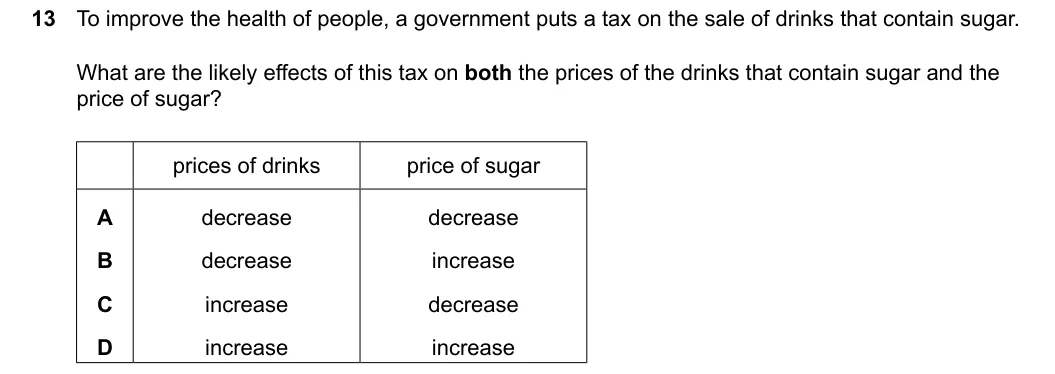 13 To improve the health of people, a government puts a tax on the sale of drinks that contain sugar.
What are the likely effects of this tax on both the prices of the drinks that contain sugar and the
price of sugar?
prices of drinks price of sugar
A decrease decrease
B decrease increase
C increase decrease
D increase increase